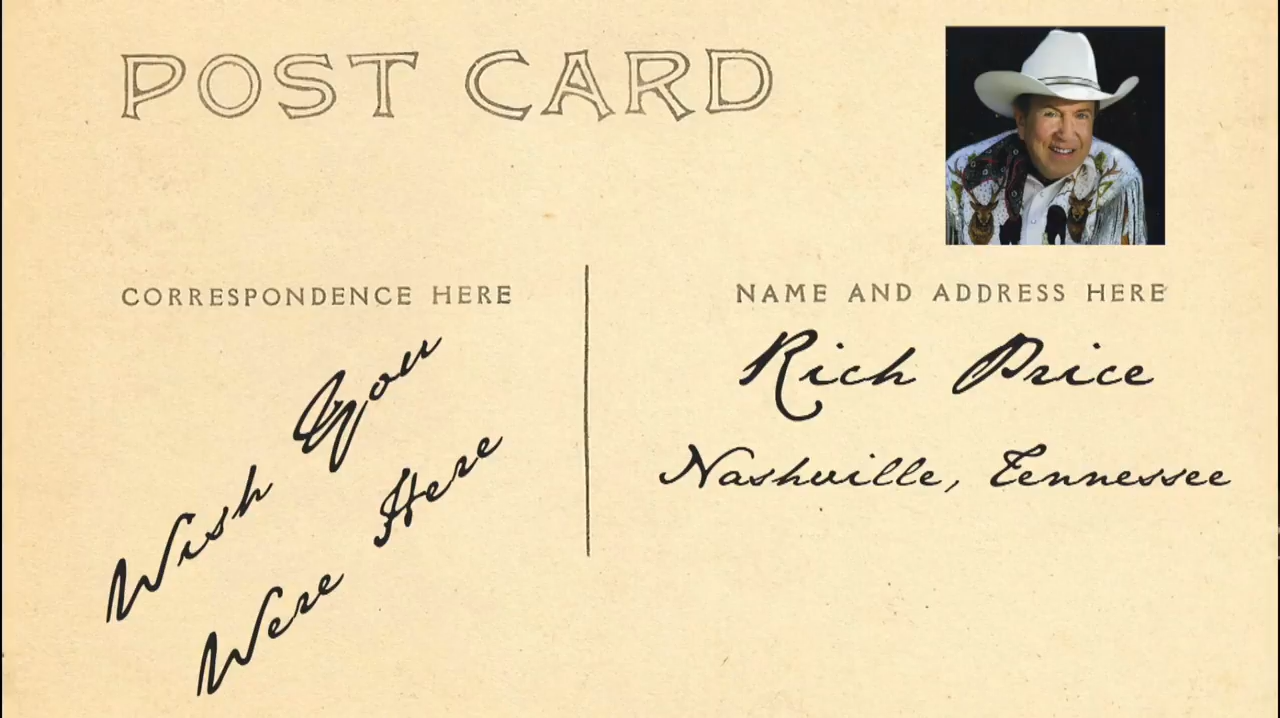 POST CARD
CORRESPONDENCE HERE
Wish You
Were Here
NAME AND ADDRESS HERE
Rich Price
Nashville, Tennessee